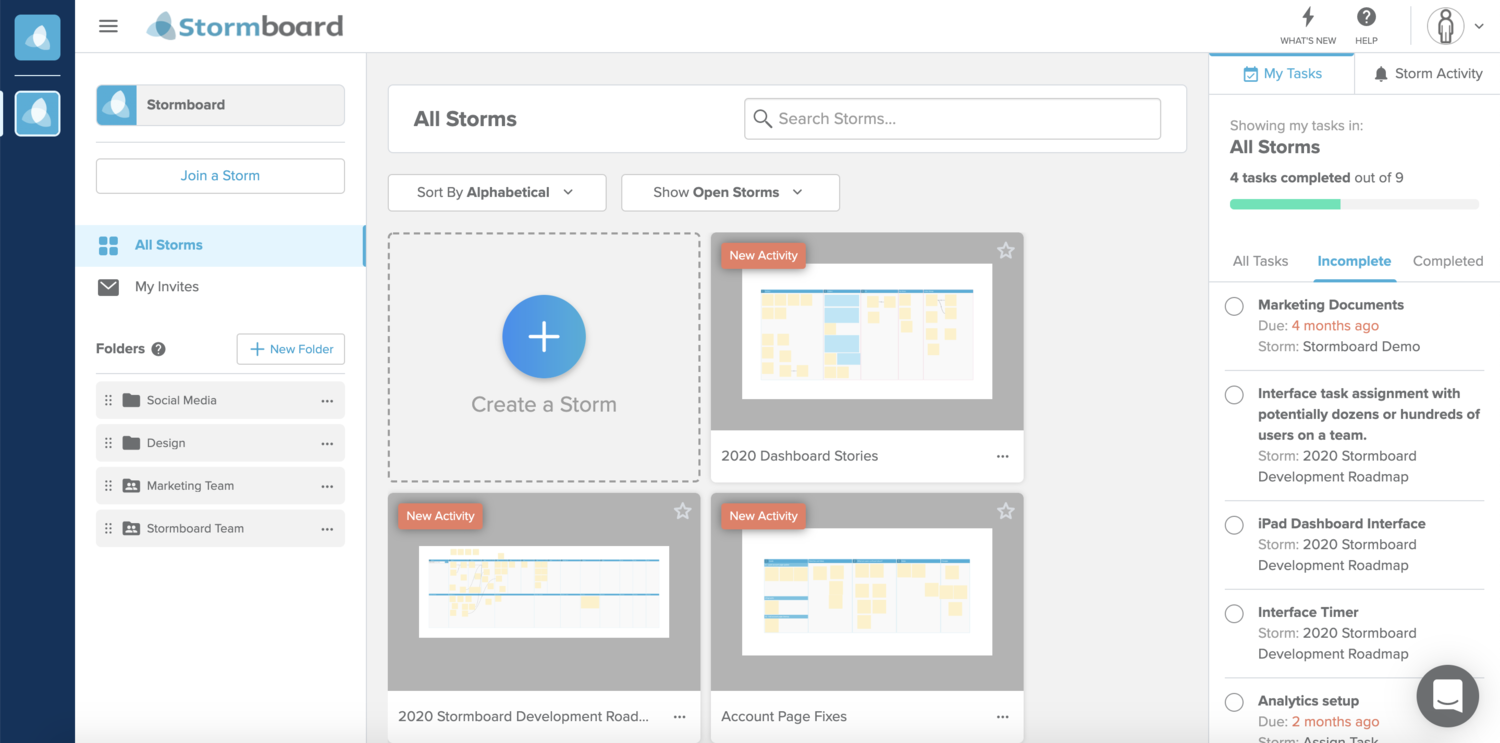 Stormboard
WHAT'S NEW
HELP
Stormboard
Join a Storm
All Storms
My Invites
Folders
New Folder
Social Media
Design
Marketing Team
Stormboard Team
All Storms
Search Storms...
Sort By Alphabetical
Show Open Storms
Create a Storm
New Activity
2020 Dashboard Stories
New Activity
2020 Stormboard Development Road...
New Activity
Account Page Fixes
My Tasks
Storm Activity
Showing my tasks in:
All Storms
4 tasks completed out of 9
All Tasks
Incomplete
Completed
Marketing Documents
Due: 4 months ago
Storm: Stormboard Demo
Interface task assignment with
potentially dozens or hundreds of
users on a team.
Storm: 2020 Stormboard
Development Roadmap
iPad Dashboard Interface
Storm: 2020 Stormboard
Development Roadmap
Interface Timer
Storm: 2020 Stormboard
Development Roadmap
Analytics setup
Due: 2 months ago
Storm: Assign Task